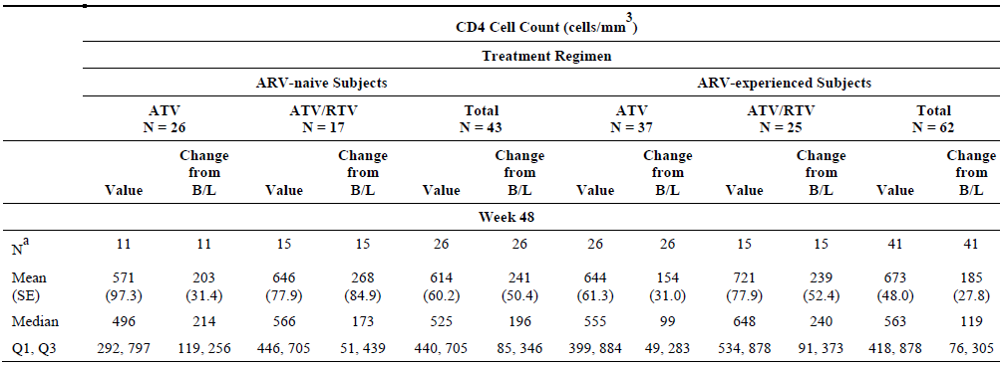 CD4 Cell Count (cells/mm3)
Treatment Regimen
ARV-naive Subjects ARV-experienced Subjects
ATV ATV/RTV Total ATV ATV/RTV Total
N = 26 N = 17 N = 43 N = 37 N = 25 N = 62
Change Change Change Change Change Change
from from from from from from
Value B/L Value B/L Value B/L Value B/L Value B/L Value B/L
Week 48
Na 11 11 15 15 26 26 26 26 15 15 41 41
Mean 571 203 646 268 614 241 644 154 721 239 673 185
(SE) (97.3) (31.4) (77.9) (84.9) (60.2) (50.4) (61.3) (31.0) (77.9) (52.4) (48.0) (27.8)
Median 496 214 566 173 525 196 555 99 648 240 563 119
Q1, Q3 292, 797 119, 256 446, 705 51, 439 440, 705 85, 346 399, 884 49, 283 534, 878 91, 373 418, 878 76, 305